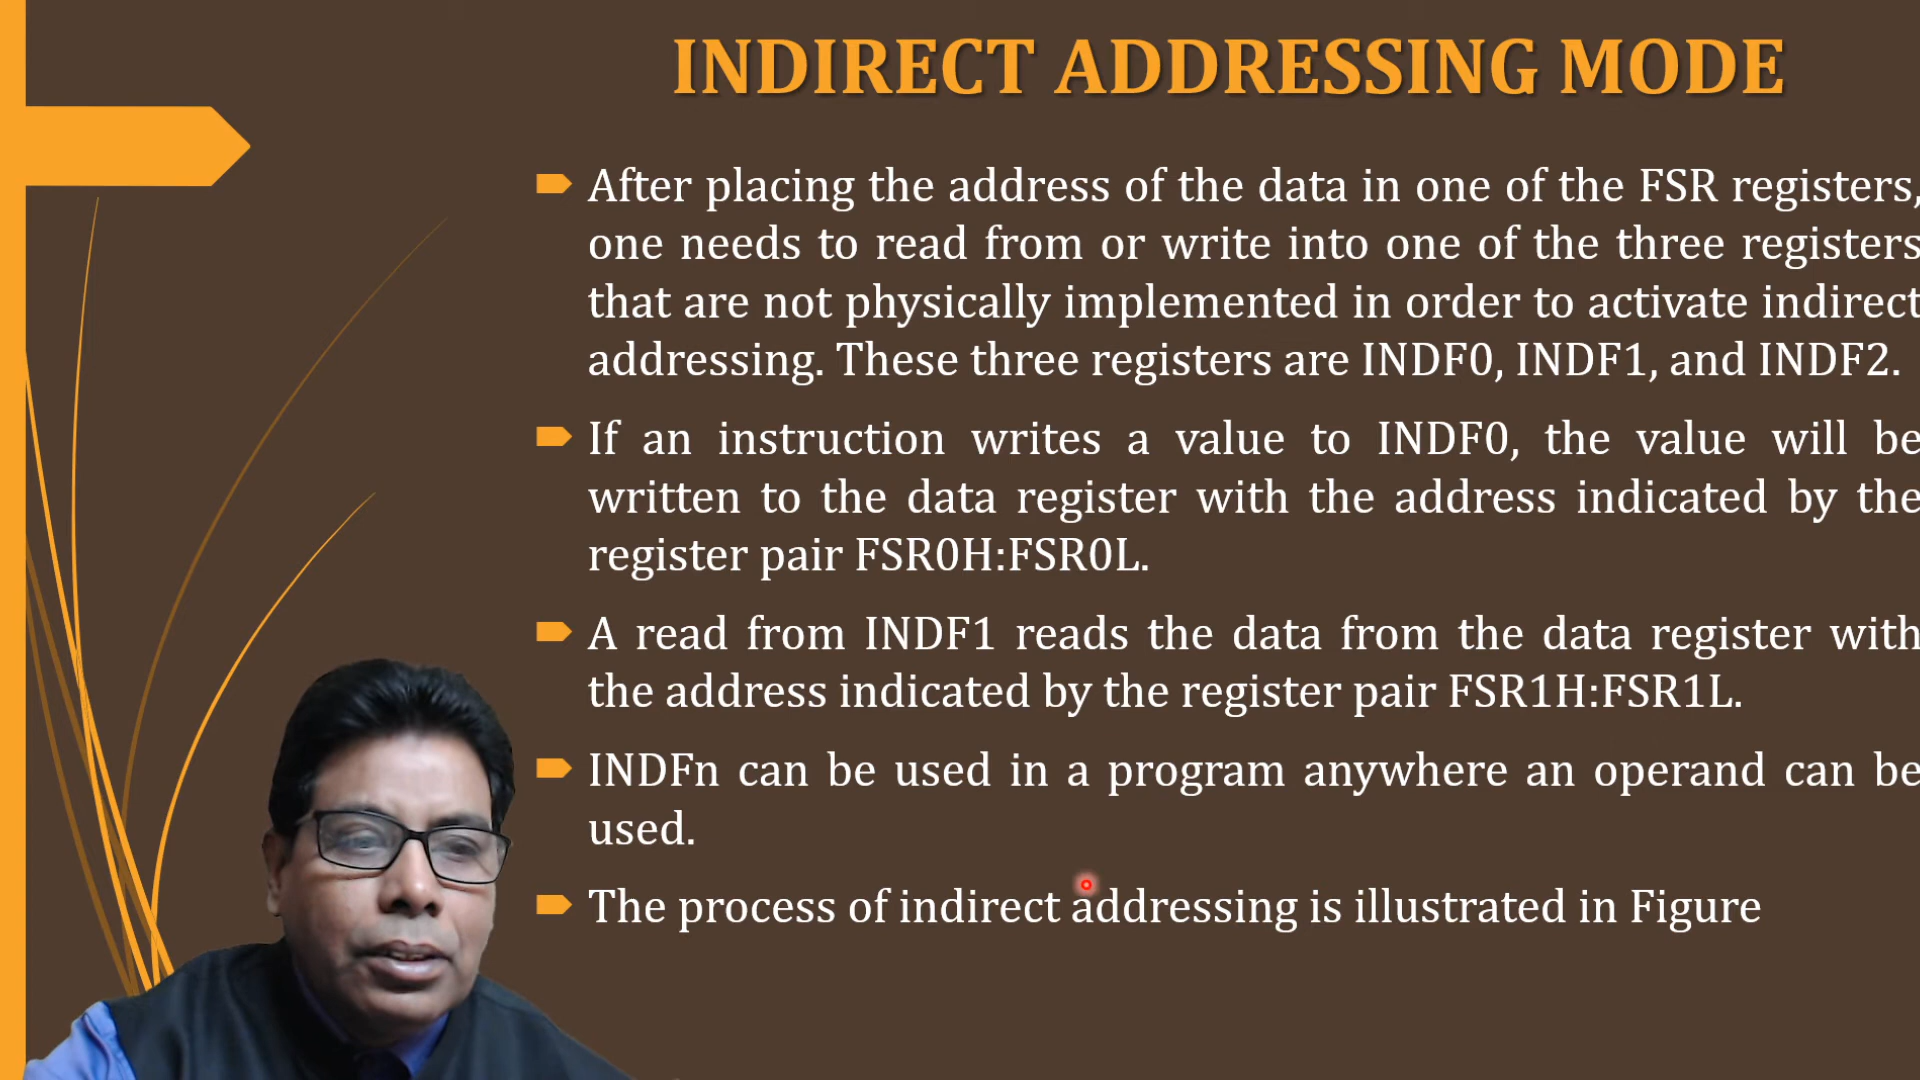 INDIRECT ADDRESSING MODE
After placing the address of the data in one of the FSR registers,
one needs to read from or write into one of the three registers
that are not physically implemented in order to activate indirect
addressing. These three registers are INDF0, INDF1, and INDF2.
If an instruction writes a value to INDF0, the value will be
written to the data register with the address indicated by the
register pair FSR0H:FSR0L.
A read from INDF1 reads the data from the data register with
the address indicated by the register pair FSR1H:FSR1L.
INDFn can be used in a program anywhere an operand can be
used.
The process of indirect addressing is illustrated in Figure